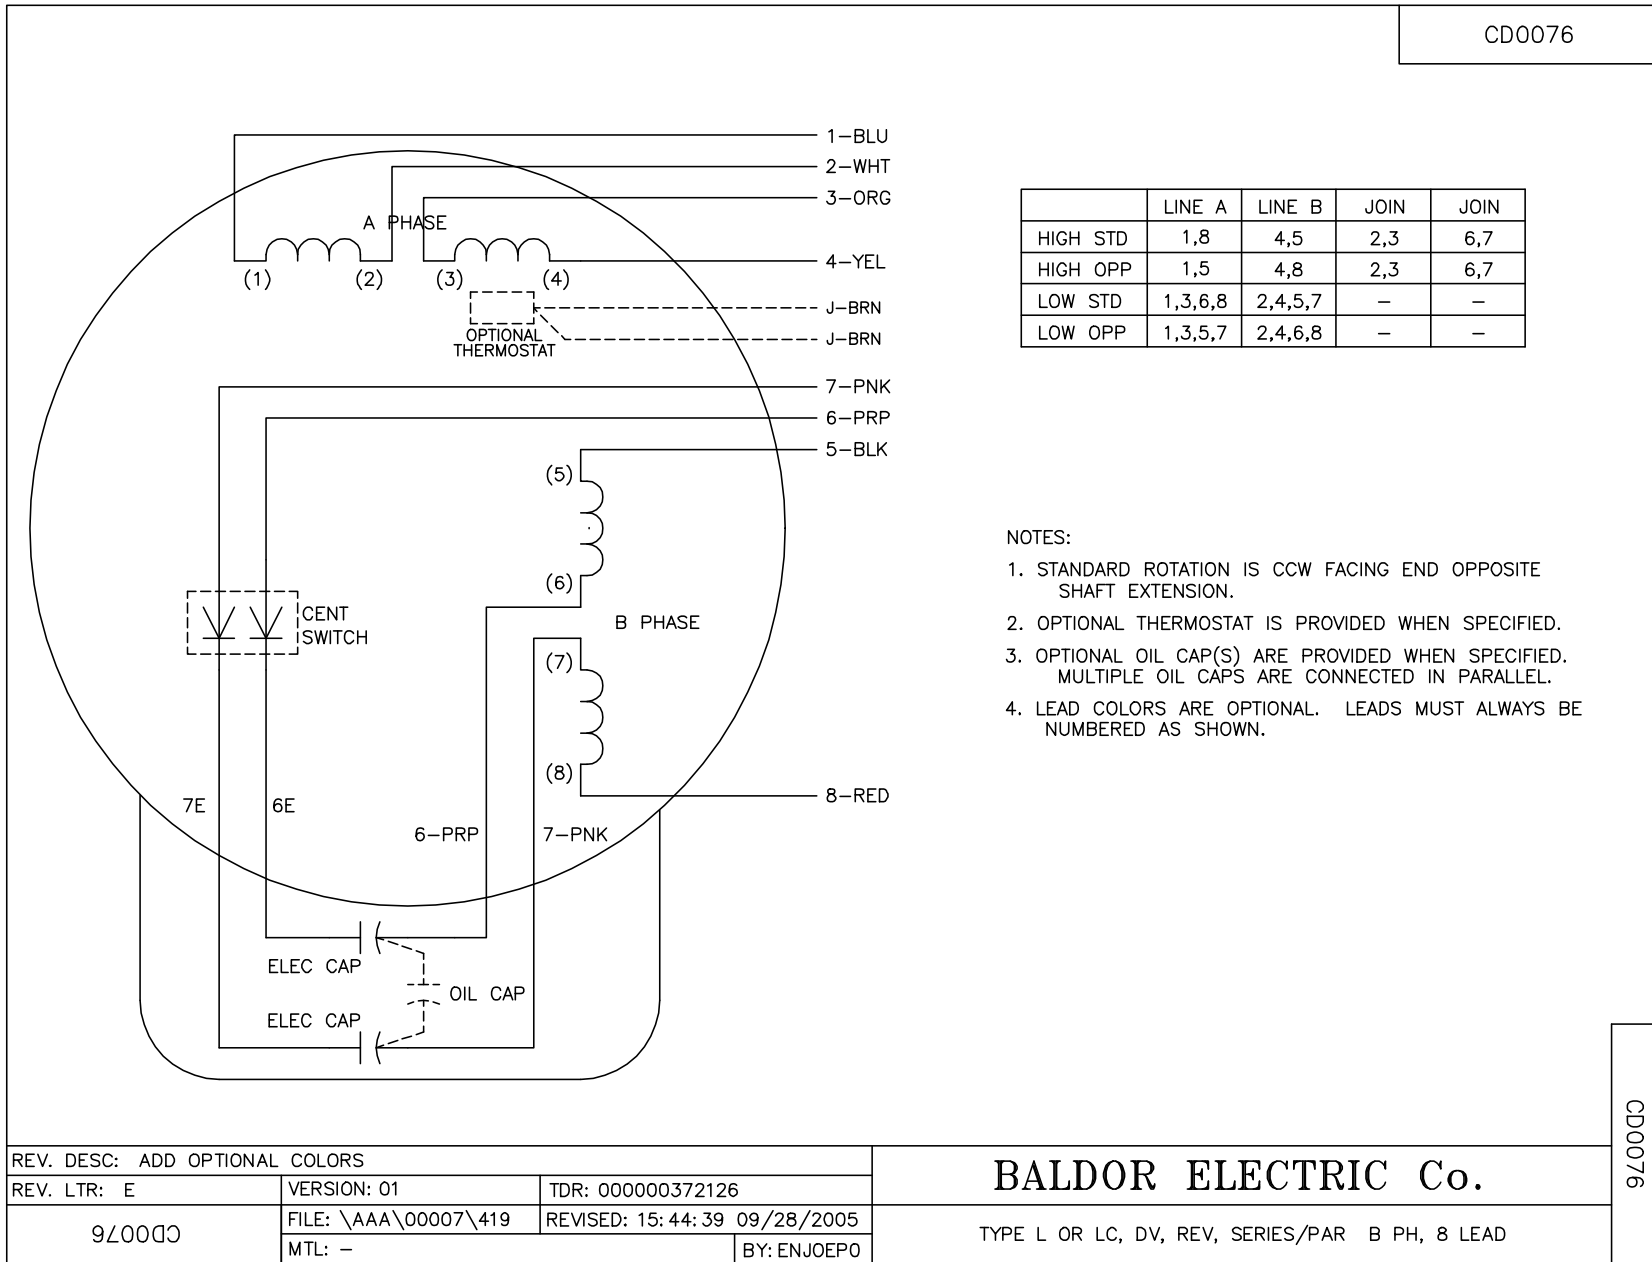 CD0076
1-BLU
2-WHT
3-ORG
A PHASE
(1) (2) (3) (4)
4-YEL
J-BRN
OPTIONAL
THERMOSTAT
J-BRN
7-PNK
6-PRP
5-BLK
(5)
(6)
CENT
SWITCH
B PHASE
(7)
(8)
8-RED
7E 6E
6-PRP 7-PNK
ELEC CAP
OIL CAP
ELEC CAP
LINE A LINE B JOIN JOIN
HIGH STD 1,8 4,5 2,3 6,7
HIGH OPP 1,5 4,8 2,3 6,7
LOW STD 1,3,6,8 2,4,5,7 – –
LOW OPP 1,3,5,7 2,4,6,8 – –
NOTES:
1. STANDARD ROTATION IS CCW FACING END OPPOSITE
SHAFT EXTENSION.
2. OPTIONAL THERMOSTAT IS PROVIDED WHEN SPECIFIED.
3. OPTIONAL OIL CAP(S) ARE PROVIDED WHEN SPECIFIED.
MULTIPLE OIL CAPS ARE CONNECTED IN PARALLEL.
4. LEAD COLORS ARE OPTIONAL. LEADS MUST ALWAYS BE
NUMBERED AS SHOWN.
CD0076
REV. DESC: ADD OPTIONAL COLORS
REV. LTR: E
VERSION: 01
TDR: 000000372126
CD0076
FILE: \AAA\00007\419
REVISED: 15:44:39 09/28/2005
MTL: –
BY: ENJOEPO
BALDOR ELECTRIC Co.
TYPE L OR LC, DV, REV, SERIES/PAR B PH, 8 LEAD